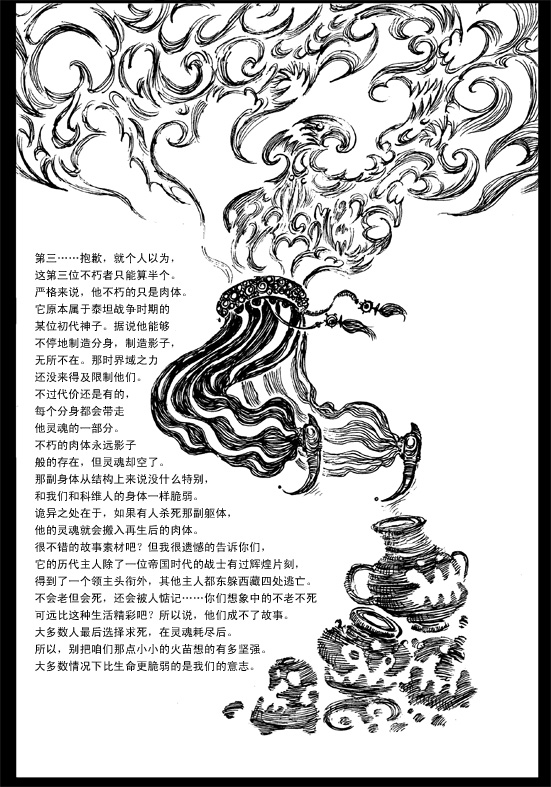 第三……抱歉，就个人以为，
这第三位不朽者只能算半个。
严格来说，他不朽的只是肉体。
它原本属于泰坦战争时期的
某位初代神子。据说他能够
不停地制造分身，制造影子，
无所不在。那时界域之力
还没来得及限制他们。
不过代价还是有的，
每个分身都会带走
他灵魂的一部分。
不朽的肉体永远影子
般的存在，但灵魂却空了。
那副身体从结构上来说没什么特别，
和我们和科维人的身体一样脆弱。
诡异之处在于，如果有人杀死那副躯体，
他的灵魂就会搬入再生后的肉体。
很不错的故事素材吧？但我很遗憾的告诉你们，
它的历代主人除了一位帝国时代的战士有过辉煌片刻，
得到了一个领主头衔外，其他主人都东躲西藏四处逃亡。
不会老但会死，还会被人惦记……你们想象中的不老不死
可远比这种生活精彩吧？所以说，他们成不了故事。
大多数人最后选择求死，在灵魂耗尽后。
所以，别把咱们那点小小的火苗想的有多坚强。
大多数情况下比生命更脆弱的是我们的意志。